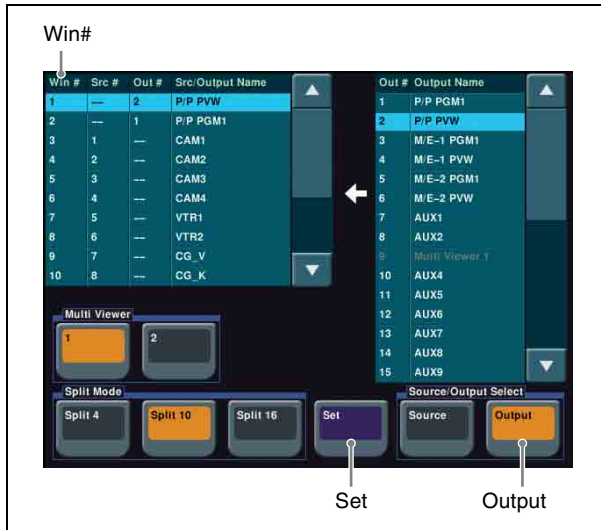 Win#
Win # Src # Out # Src/Output Name
1 --- 2 P/P PVW
2 --- 1 P/P PGM1
3 1 --- CAM1
4 2 --- CAM2
5 3 --- CAM3
6 4 --- CAM4
7 5 --- VTR1
8 6 --- VTR2
9 7 --- CG_V
10 8 --- CG_K
Out # Output Name
1 P/P PGM1
2 P/P PVW
3 M/E-1 PGM1
4 M/E-1 PVW
5 M/E-2 PGM1
6 M/E-2 PVW
7 AUX1
8 AUX2
9 Multi Viewer 1
10 AUX4
11 AUX5
12 AUX6
13 AUX7
14 AUX8
15 AUX9
Multi Viewer
1 2
Split Mode
Split 4 Split 10 Split 16
Set
Source/Output Select
Source Output
Set Output